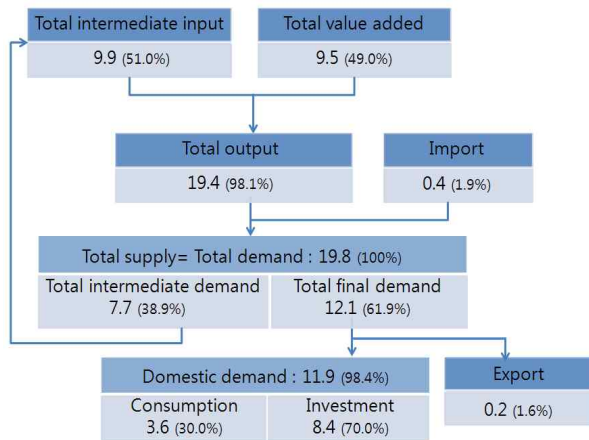 Total intermediate input
9.9 (51.0%)
Total value added
9.5 (49.0%)
Total output
19.4 (98.1%)
Import
0.4 (1.9%)
Total supply= Total demand : 19.8 (100%)
Total intermediate demand
7.7 (38.9%)
Total final demand
12.1 (61.9%)
Domestic demand : 11.9 (98.4%)
Consumption
3.6 (30.0%)
Investment
8.4 (70.0%)
Export
0.2 (1.6%)